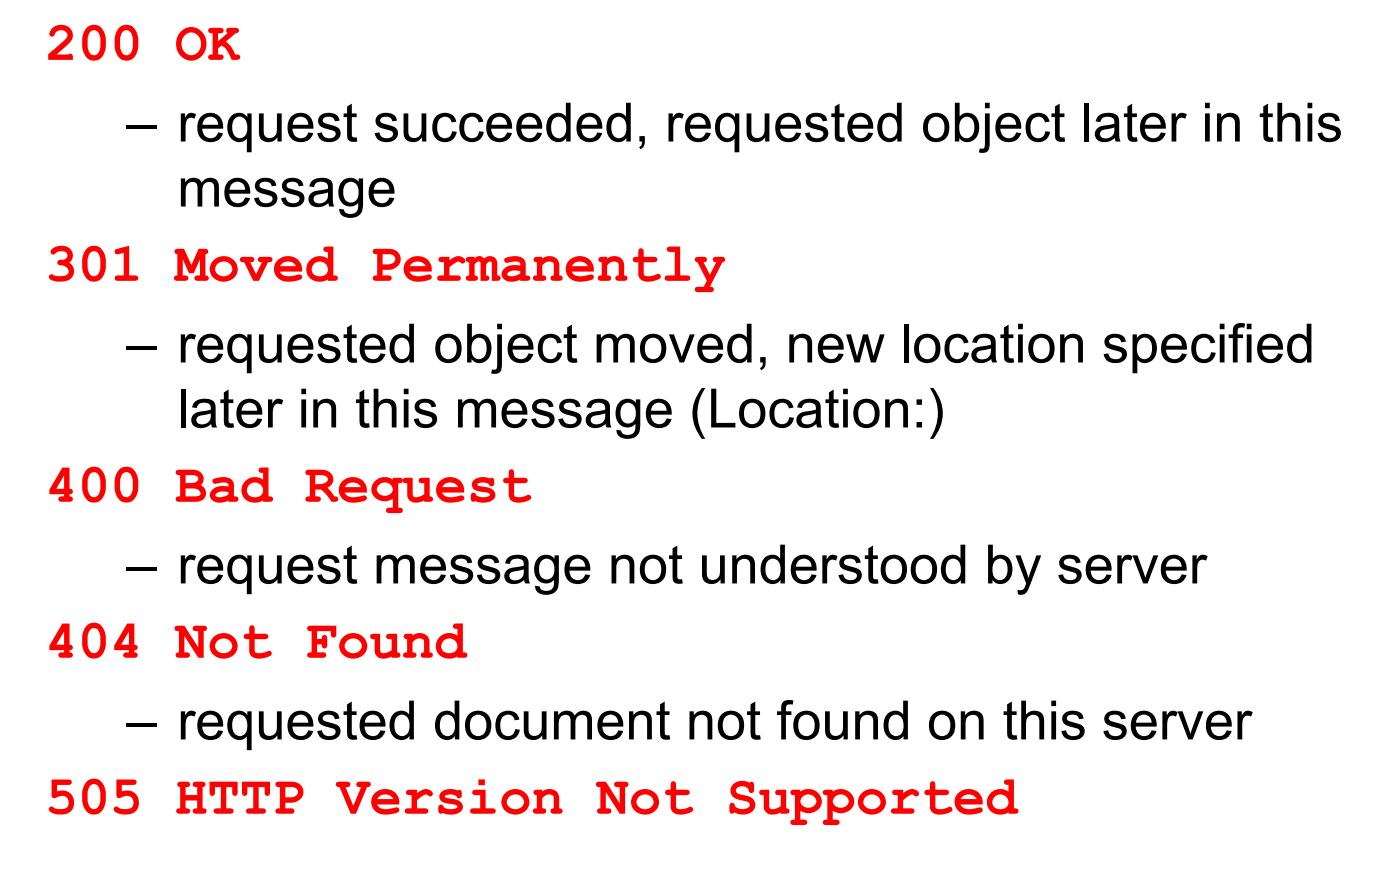 200 OK
– request succeeded, requested object later in this
message
301 Moved Permanently
– requested object moved, new location specified
later in this message (Location:)
400 Bad Request
– request message not understood by server
404 Not Found
– requested document not found on this server
505 HTTP Version Not Supported